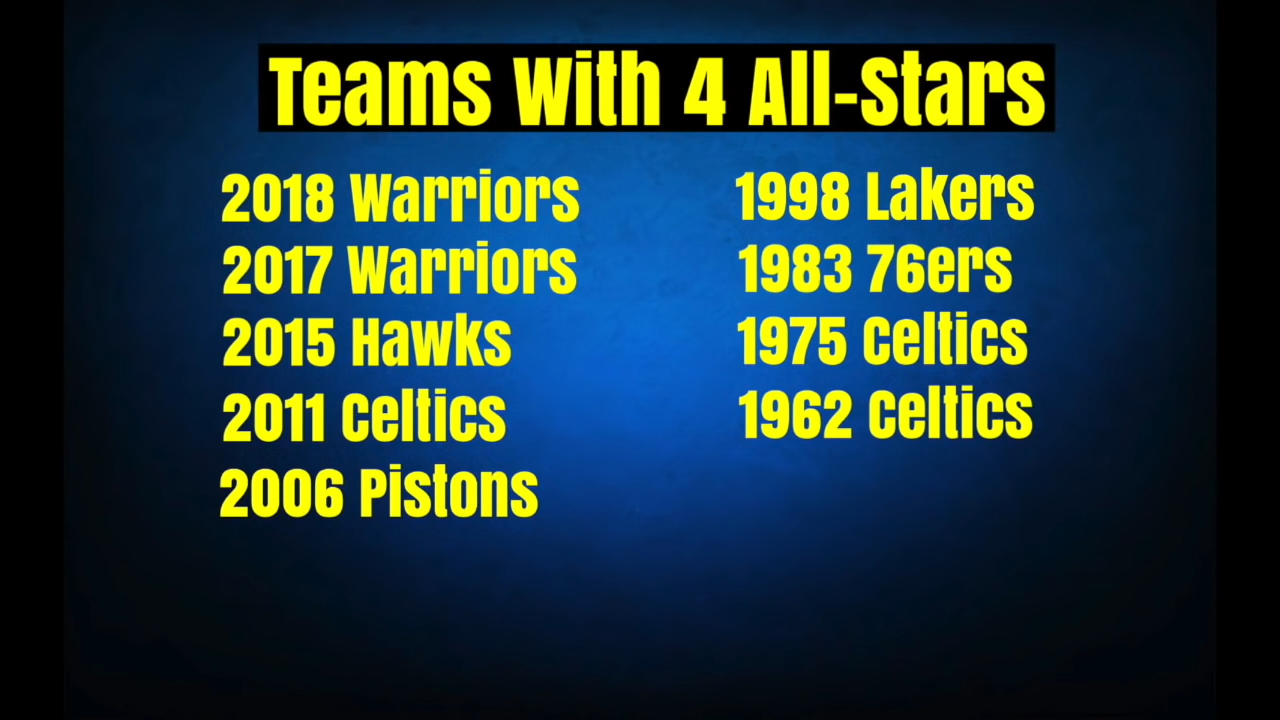 Teams With 4 All-Stars
2018 Warriors
2017 Warriors
2015 Hawks
2011 Celtics
2006 Pistons
1998 Lakers
1983 76ers
1975 Celtics
1962 Celtics